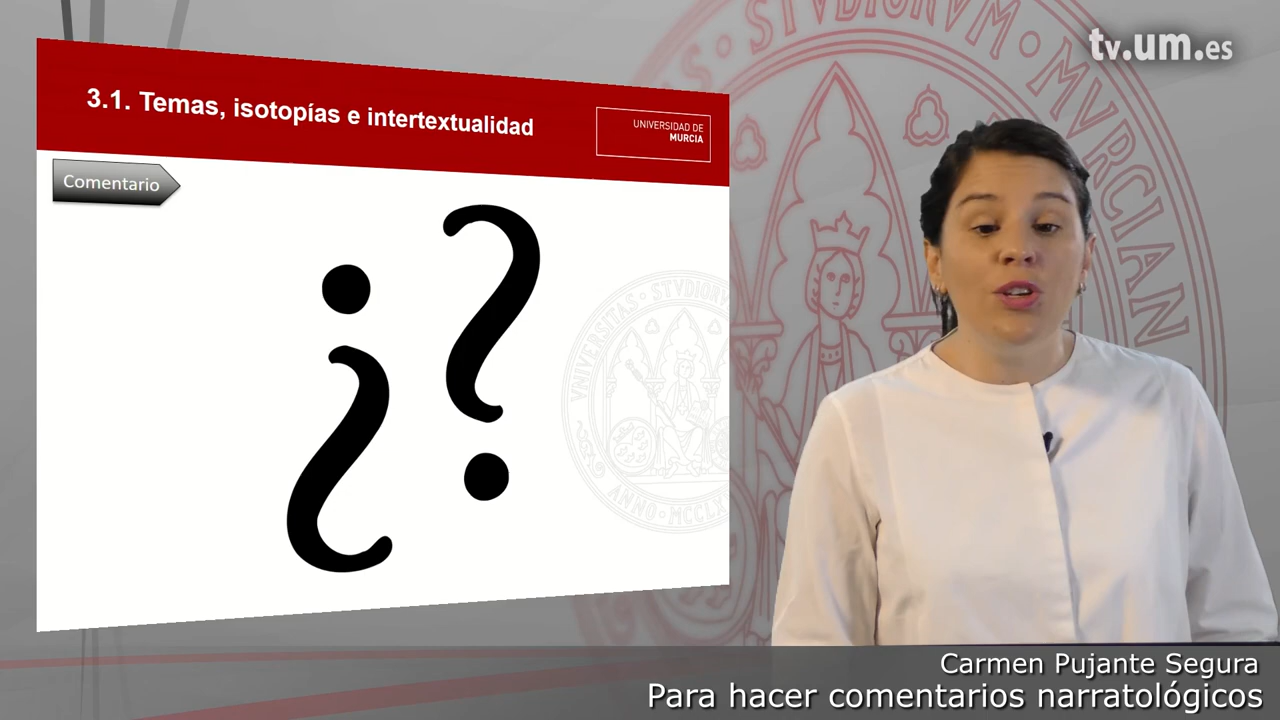 tv.um.es
3.1. Temas, isotopías e intertextualidad
UNIVERSIDAD DE
MURCIA
Comentario
¿?
Carmen Pujante Segura
Para hacer comentarios narratológicos